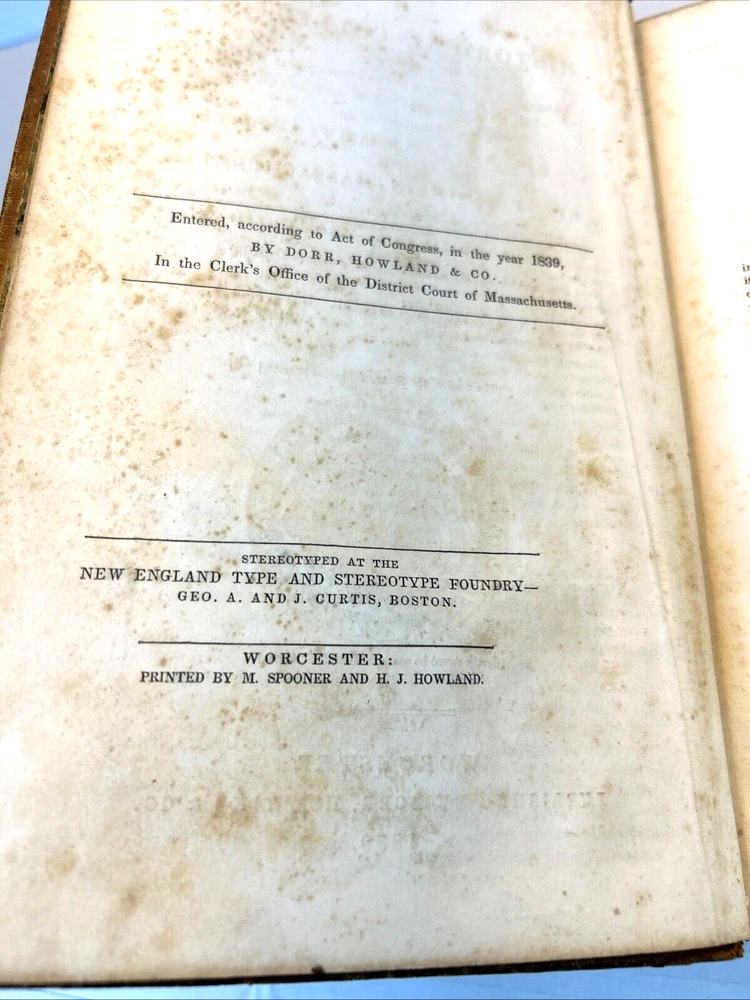 Entered, according to Act of Congress, in the year 1839,
BY DORR, HOWLAND & CO.
In the Clerk's Office of the District Court of Massachusetts.
STEREOTYPED AT THE
NEW ENGLAND TYPE AND STEREOTYPE FOUNDRY—
GEO. A. AND J. CURTIS, BOSTON.
WORCESTER:
PRINTED BY M. SPOONER AND H. J. HOWLAND.